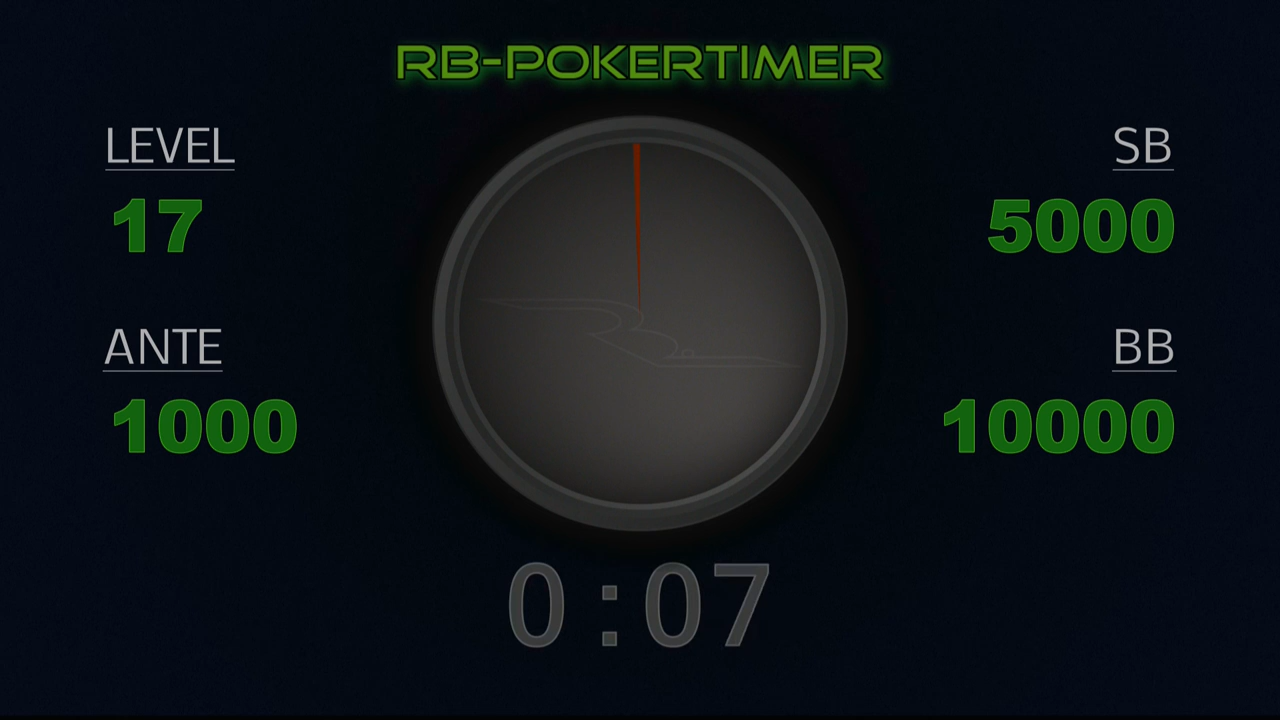 RB-POKERTIMER
LEVEL
17
SB
5000
ANTE
1000
BB
10000
0:07